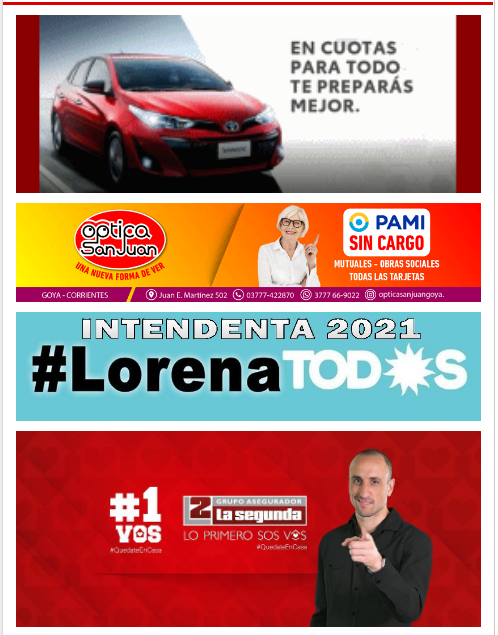 EN CUOTAS
PARA TODO
TE PREPARÁS
MEJOR.
optica
San Juan
UNA NUEVA FORMA DE VER
PAMI
SIN CARGO
MUTUALES - OBRAS SOCIALES
TODAS LAS TARJETAS
GOYA - CORRIENTES Juan E. Martínez 502 03777-422870 3777 66-9022 opticasanjuangoya.
INTENDENTA 2021
#LorenaTODOS
#1
VOS
#QuedateEnCasa
2 GRUPO ASEGURADOR
La segunda
LO PRIMERO SOS VOS
#QuedateEnCasa